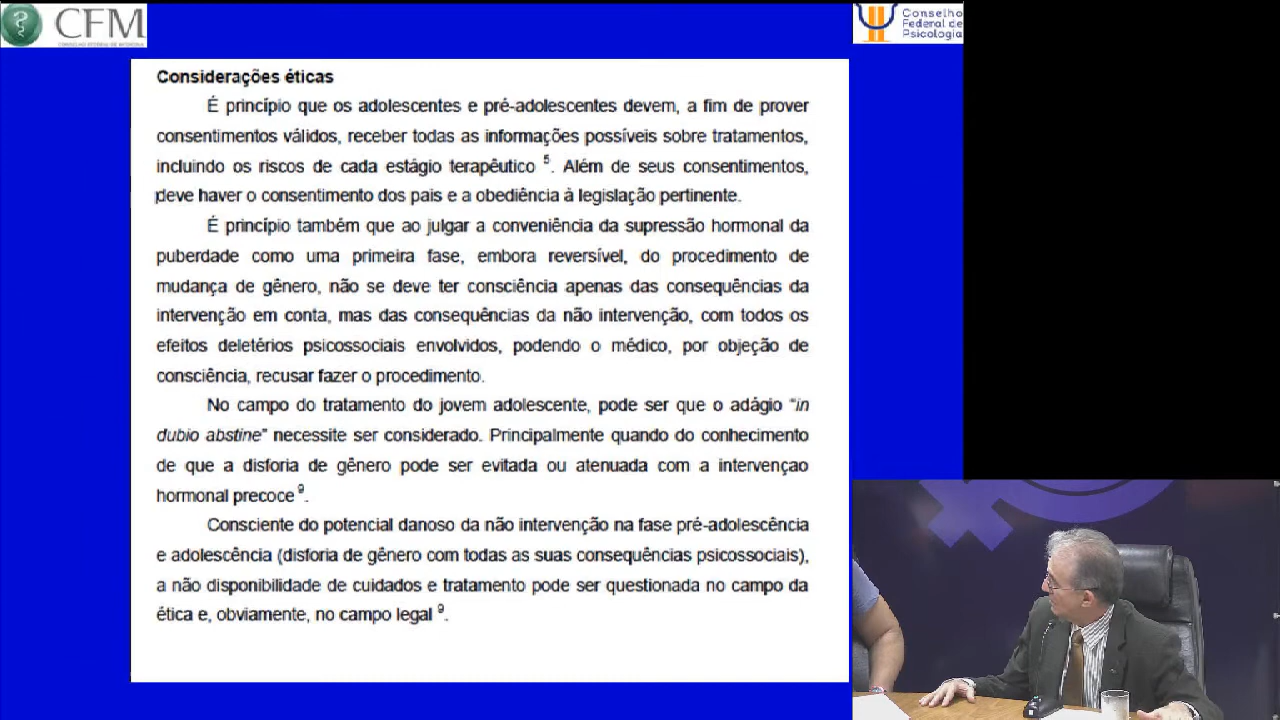 CFM
Conselho
Federal de
Psicologia
Considerações éticas
É princípio que os adolescentes e pré-adolescentes devem, a fim de prover
consentimentos válidos, receber todas as informações possíveis sobre tratamentos,
incluindo os riscos de cada estágio terapêutico 5. Além de seus consentimentos,
deve haver o consentimento dos pais e a obediência à legislação pertinente.
É princípio também que ao julgar a conveniência da supressão hormonal da
puberdade como uma primeira fase, embora reversível, do procedimento de
mudança de gênero, não se deve ter consciência apenas das consequências da
intervenção em conta, mas das consequências da não intervenção, com todos os
efeitos deletérios psicossociais envolvidos, podendo o médico, por objeção de
consciência, recusar fazer o procedimento.
No campo do tratamento do jovem adolescente, pode ser que o adágio "in
dubio abstine" necessite ser considerado. Principalmente quando do conhecimento
de que a disforia de gênero pode ser evitada ou atenuada com a intervençao
hormonal precoce 9.
Consciente do potencial danoso da não intervenção na fase pré-adolescência
e adolescência (disforia de gênero com todas as suas consequências psicossociais),
a não disponibilidade de cuidados e tratamento pode ser questionada no campo da
ética e, obviamente, no campo legal 9.